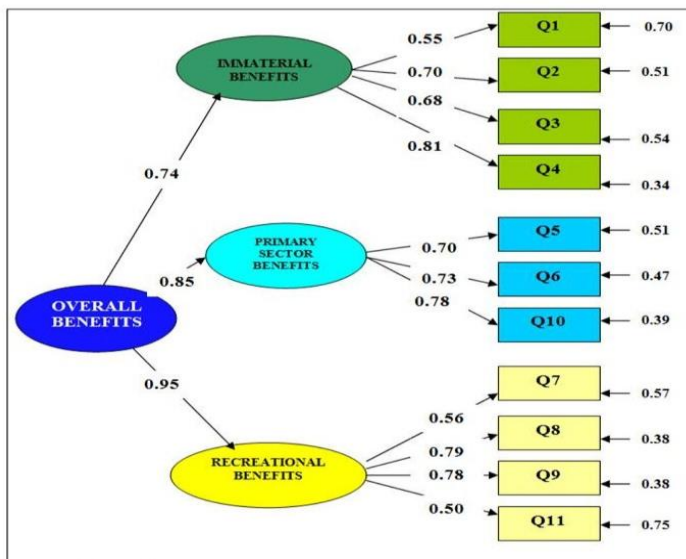 IMMATERIAL
BENEFITS
0.55
0.70
0.68
0.81
Q1
0.70
Q2
0.51
Q3
0.54
Q4
0.34
0.74
PRIMARY
SECTOR
BENEFITS
0.70
0.73
0.78
Q5
0.51
Q6
0.47
Q10
0.39
0.85
OVERALL
BENEFITS
0.95
RECREATIONAL
BENEFITS
0.56
0.79
0.78
0.50
Q7
0.57
Q8
0.38
Q9
0.38
Q11
0.75